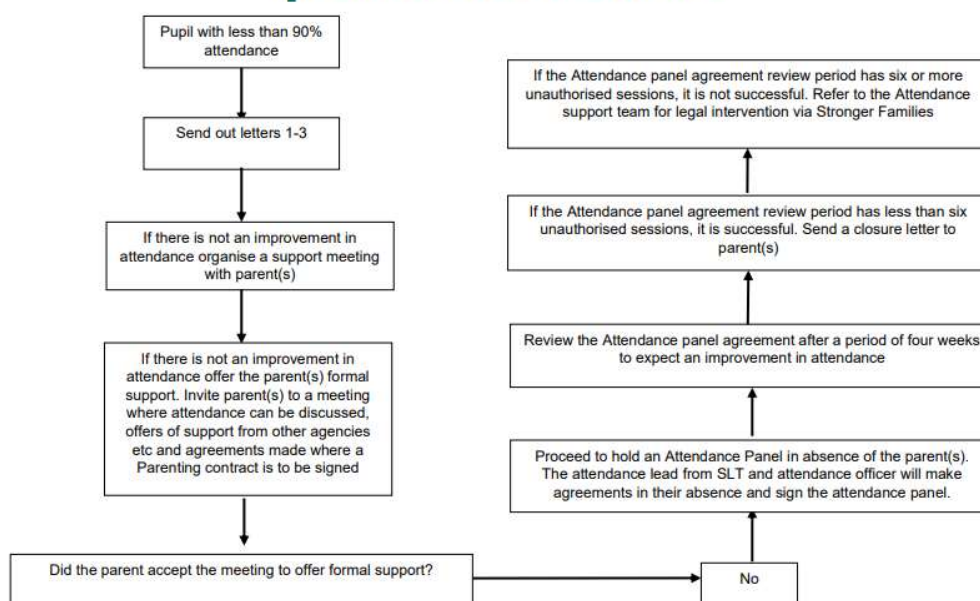 Pupil with less than 90%
attendance
Send out letters 1-3
If there is not an improvement in
attendance organise a support meeting
with parent(s)
If there is not an improvement in
attendance offer the parent(s) formal
support. Invite parent(s) to a meeting
where attendance can be discussed,
offers of support from other agencies
etc and agreements made where a
Parenting contract is to be signed
Did the parent accept the meeting to offer formal support?
No
Proceed to hold an Attendance Panel in absence of the parent(s).
The attendance lead from SLT and attendance officer will make
agreements in their absence and sign the attendance panel.
Review the Attendance panel agreement after a period of four weeks
to expect an improvement in attendance
If the Attendance panel agreement review period has less than six
unauthorised sessions, it is successful. Send a closure letter to
parent(s)
If the Attendance panel agreement review period has six or more
unauthorised sessions, it is not successful. Refer to the Attendance
support team for legal intervention via Stronger Families